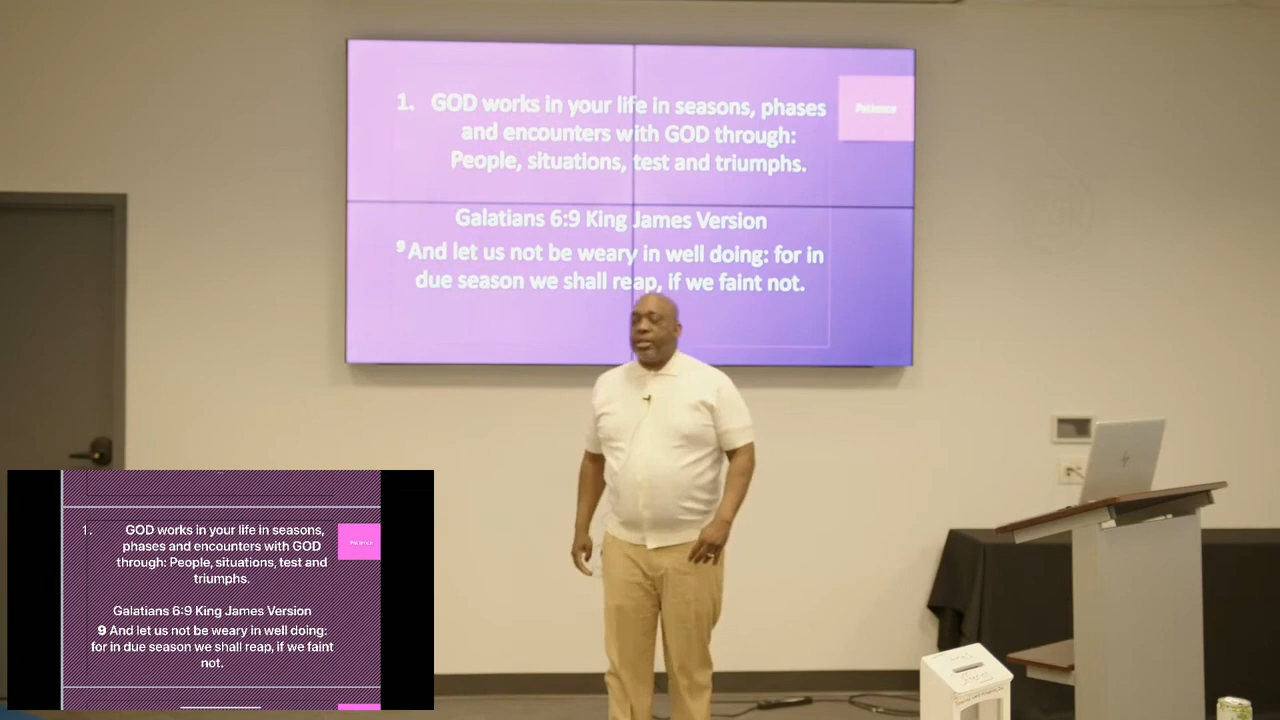 1. GOD works in your life in seasons, phases
and encounters with GOD through:
People, situations, test and triumphs.
Patience
Galatians 6:9 King James Version
9 And let us not be weary in well doing: for in
due season we shall reap, if we faint not.
1. GOD works in your life in seasons,
phases and encounters with GOD
through: People, situations, test and
triumphs.
Patience
Galatians 6:9 King James Version
9 And let us not be weary in well doing:
for in due season we shall reap, if we faint
not.